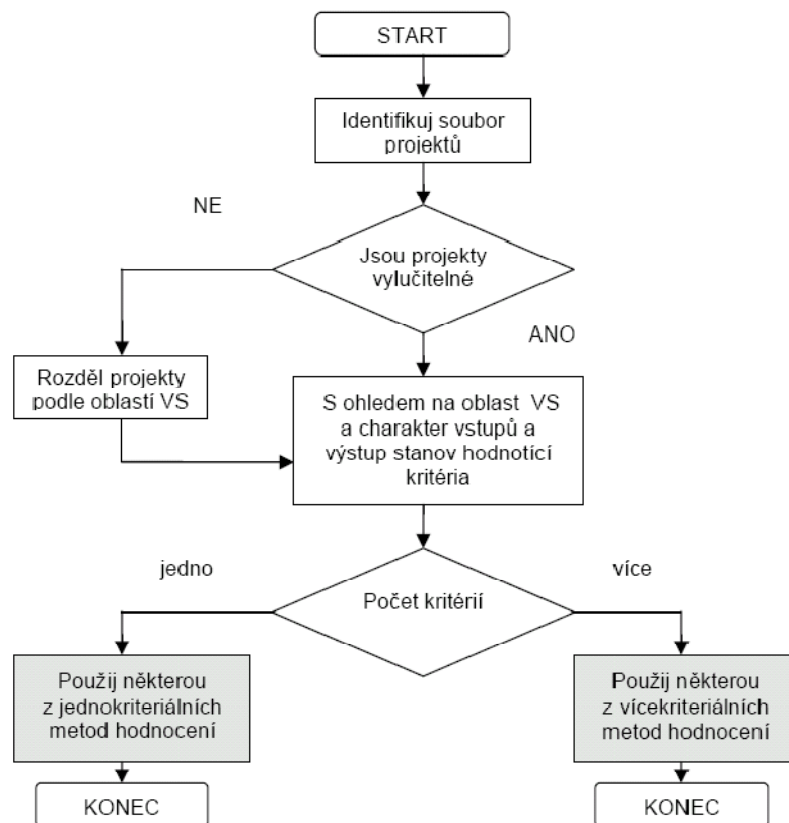 START
Identifikuj soubor
projektů
NE
Jsou projekty
vylučitelné
ANO
Rozděl projekty
podle oblastí VS
S ohledem na oblast VS
a charakter vstupů a
výstup stanov hodnotící
kritéria
jedno
více
Počet kritérií
Použij některou
z jednokriteriálních
metod hodnocení
Použij některou
z vícekriteriálních
metod hodnocení
KONEC
KONEC